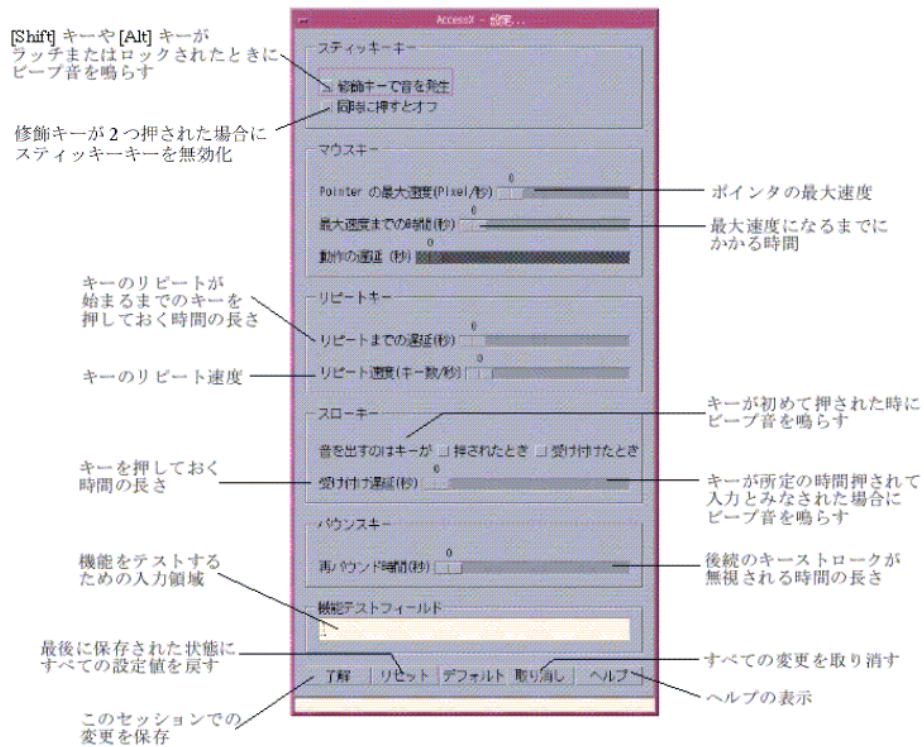 AccessX - 設定...
[Shift] キーや [Alt] キーが
ラッチまたはロックされたときに
ビープ音を鳴らす
スティッキーキー
修飾キーで音を発生
同時に押すとオフ
修飾キーが 2 つ押された場合に
スティッキーキーを無効化
マウスキー
0
Pointer の最大速度(Pixel/秒)
ポインタの最大速度
0
最大速度までの時間(秒)
最大速度になるまでに
かかる時間
0
動作の遅延 (秒)
キーのリピートが
始まるまでのキーを
押しておく時間の長さ
リピートキー
0
リピートまでの遅延(秒)
0
リピート速度(キー数/秒)
キーのリピート速度
スローキー
キーが初めて押された時に
ビープ音を鳴らす
音を出すのはキーが 押されたとき 受け付けたとき
0
受け付け遅延(秒)
キーを押しておく
時間の長さ
キーが所定の時間押されて
入力とみなされた場合に
ビープ音を鳴らす
バウンスキー
0
再バウンド時間(秒)
後続のキーストロークが
無視される時間の長さ
機能をテストする
ための入力領域
機能テストフィールド
最後に保存された状態に
すべての設定値を戻す
すべての変更を取り消す
了解 リセット デフォルト 取り消し ヘルプ
ヘルプの表示
このセッションでの
変更を保存